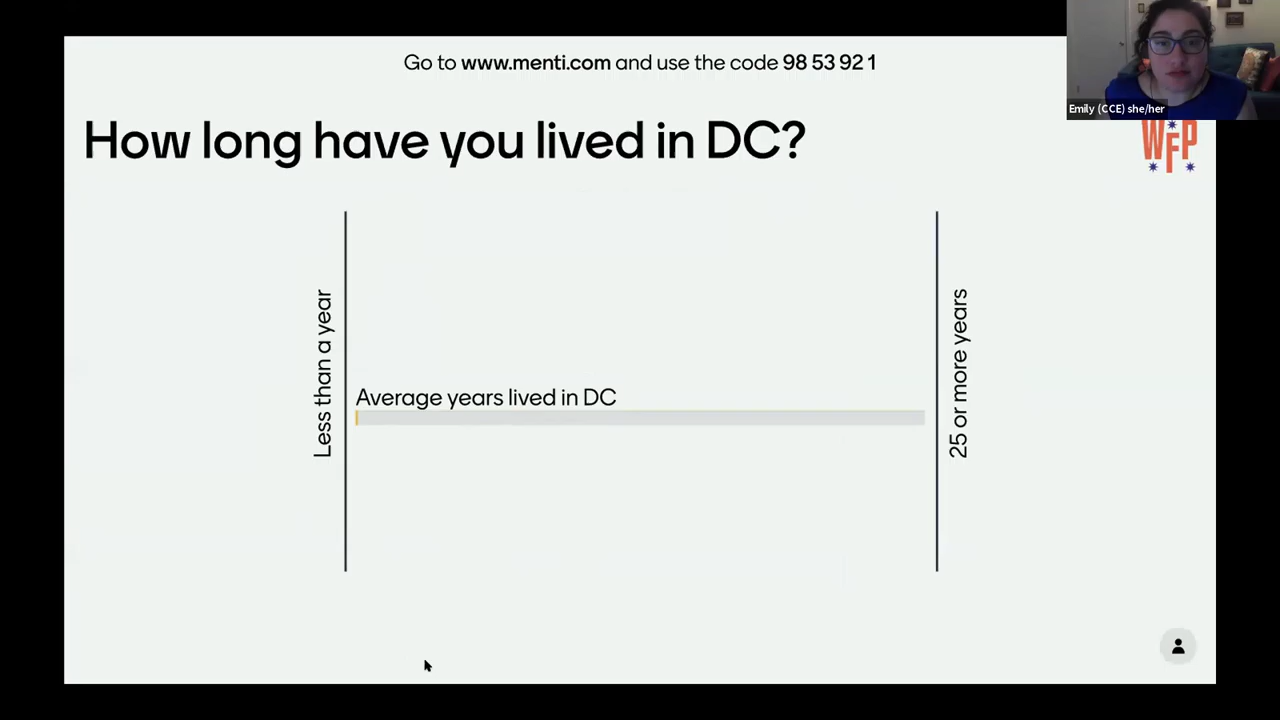 Go to www.menti.com and use the code 98 53 92 1
Emily (CCE) she/her
How long have you lived in DC?
WFP
Less than a year
Average years lived in DC
25 or more years